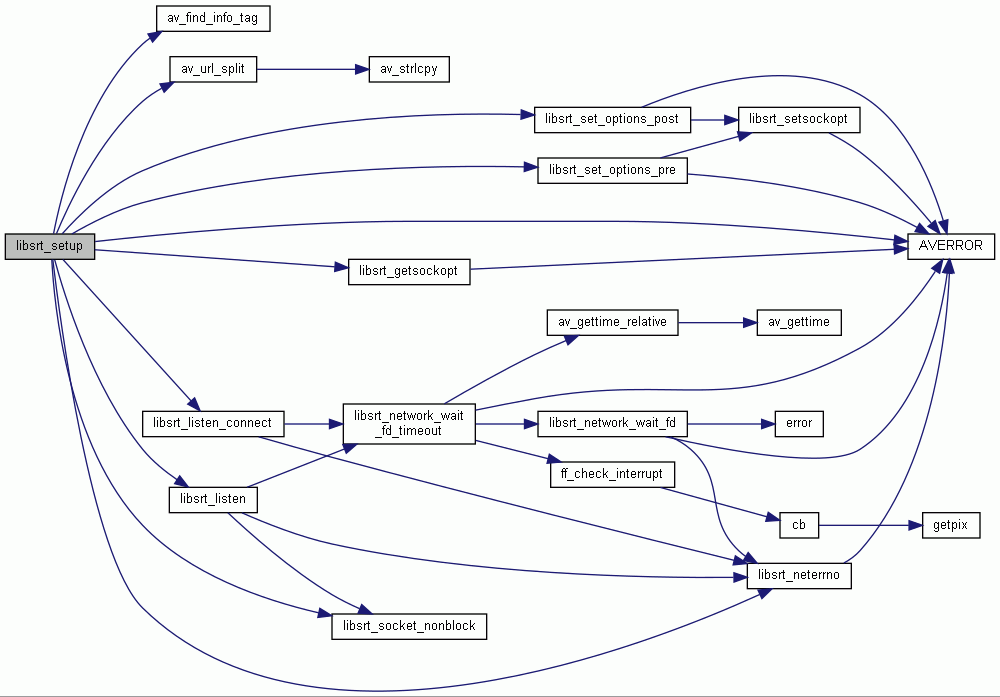 av_find_info_tag
av_url_split
av_strlcpy
libsrt_set_options_post
libsrt_setsockopt
libsrt_set_options_pre
libsrt_setup
AVERROR
libsrt_getsockopt
av_gettime_relative
av_gettime
libsrt_listen_connect
libsrt_network_wait
_fd_timeout
libsrt_network_wait_fd
error
ff_check_interrupt
libsrt_listen
cb
getpix
libsrt_neterrno
libsrt_socket_nonblock